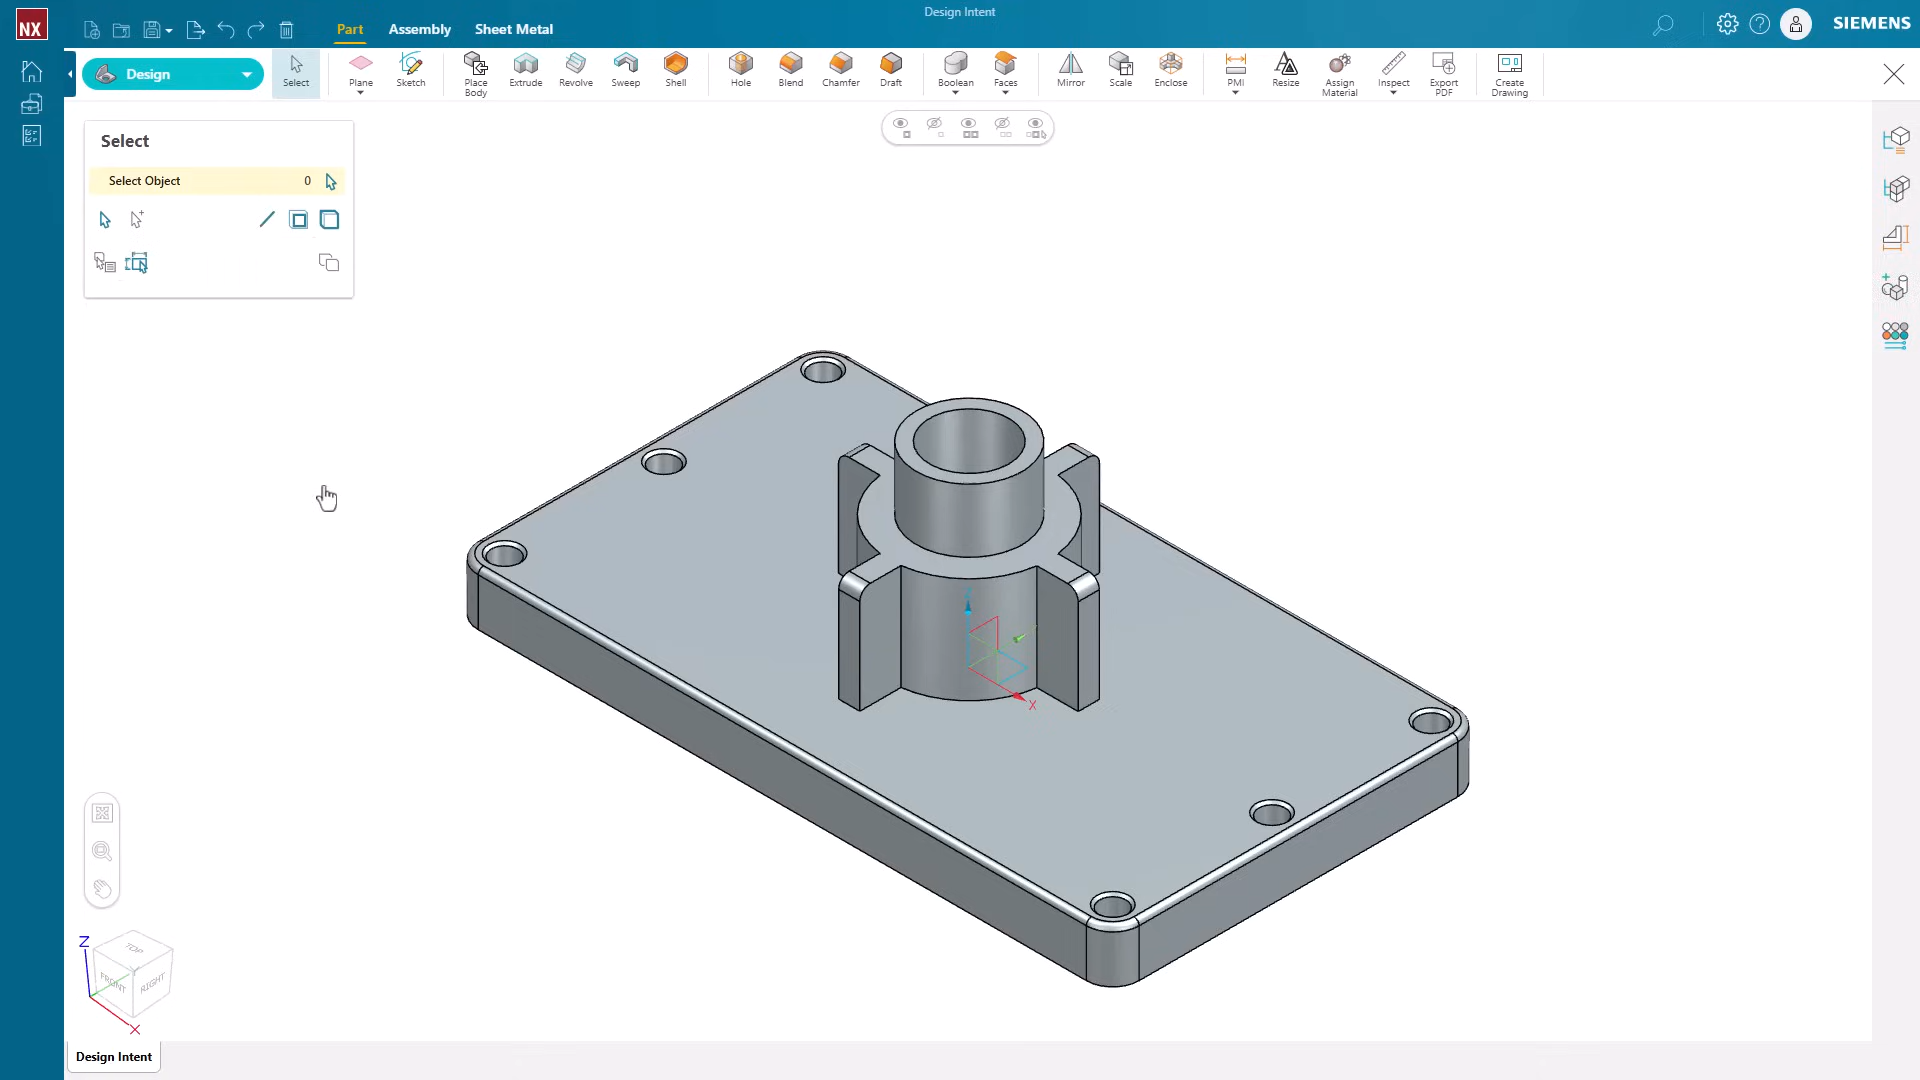 Design Intent
NX
Part
Assembly
Sheet Metal
SIEMENS
Design
Select
Plane
Sketch
Place
Body
Extrude
Revolve
Sweep
Shell
Hole
Blend
Chamfer
Draft
Boolean
Faces
Mirror
Scale
Enclose
PMI
Resize
Assign
Material
Inspect
Export
PDF
Create
Drawing
Select
Select Object 0
X
Z
TOP
FRONT
RIGHT
X
Design Intent